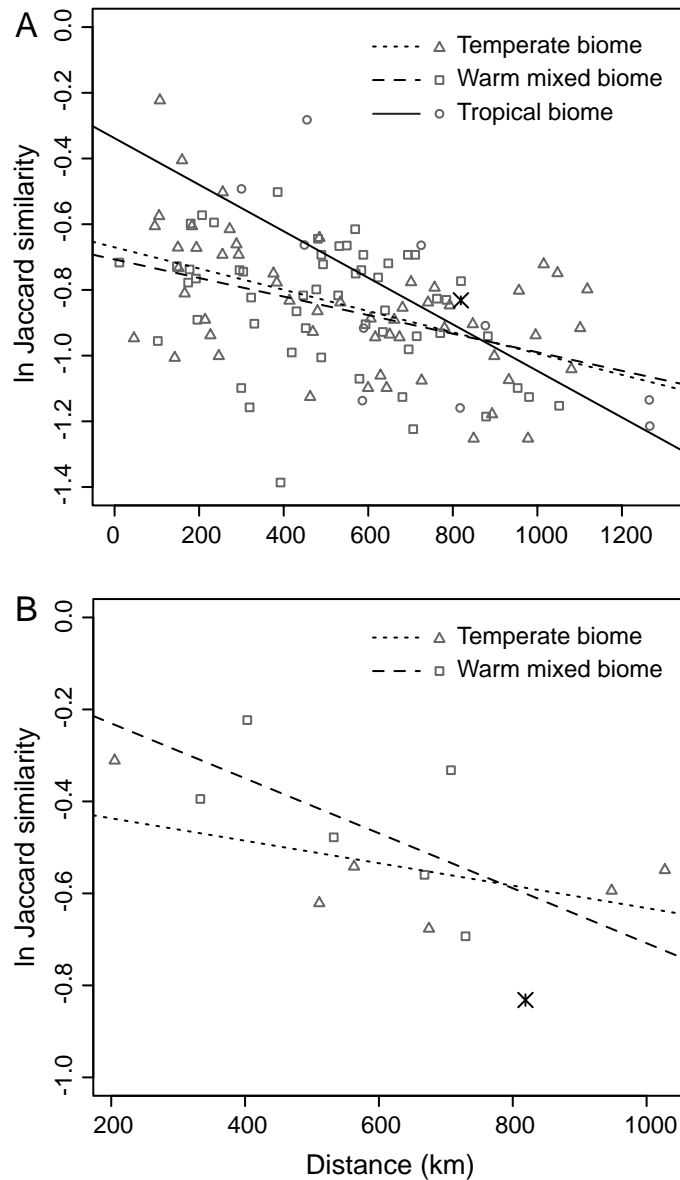 A
Temperate biome
Warm mixed biome
Tropical biome
ln Jaccard similarity
0.0
-0.2
-0.4
-0.6
-0.8
-1.0
-1.2
-1.4
0 200 400 600 800 1000 1200
B
Temperate biome
Warm mixed biome
ln Jaccard similarity
0.0
-0.2
-0.4
-0.6
-0.8
-1.0
200 400 600 800 1000
Distance (km)